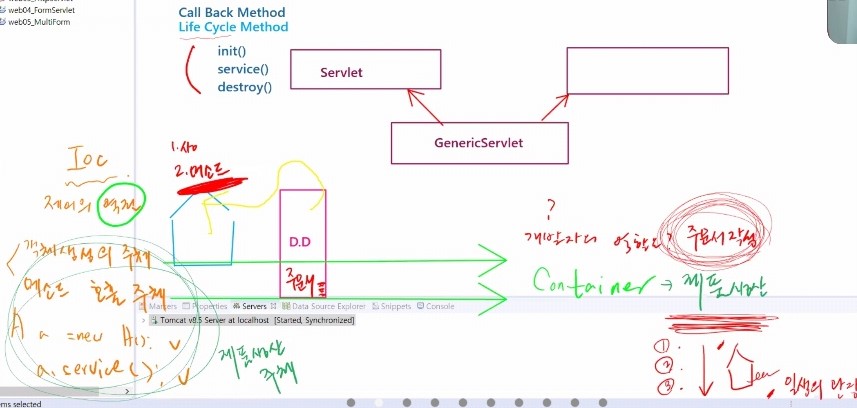 web04_FormServlet
web05_MultiForm
Call Back Method
Life Cycle Method
init()
service()
destroy()
Servlet
GenericServlet
IoC
제어의 역전
객체생성의 주체
메소드 호출 주체
A a = new A();
a.service();
1.
2. 메소드
D.D
주문서
?
개발자의 역할은? 주문서 작성
Container → 제품생산
Markers Properties Servers Data Source Explorer Snippets Console
Tomcat v8.5 Server at localhost [Started, Synchronized]
제품생산
주체
①
②
③
일생의 단
ems selected